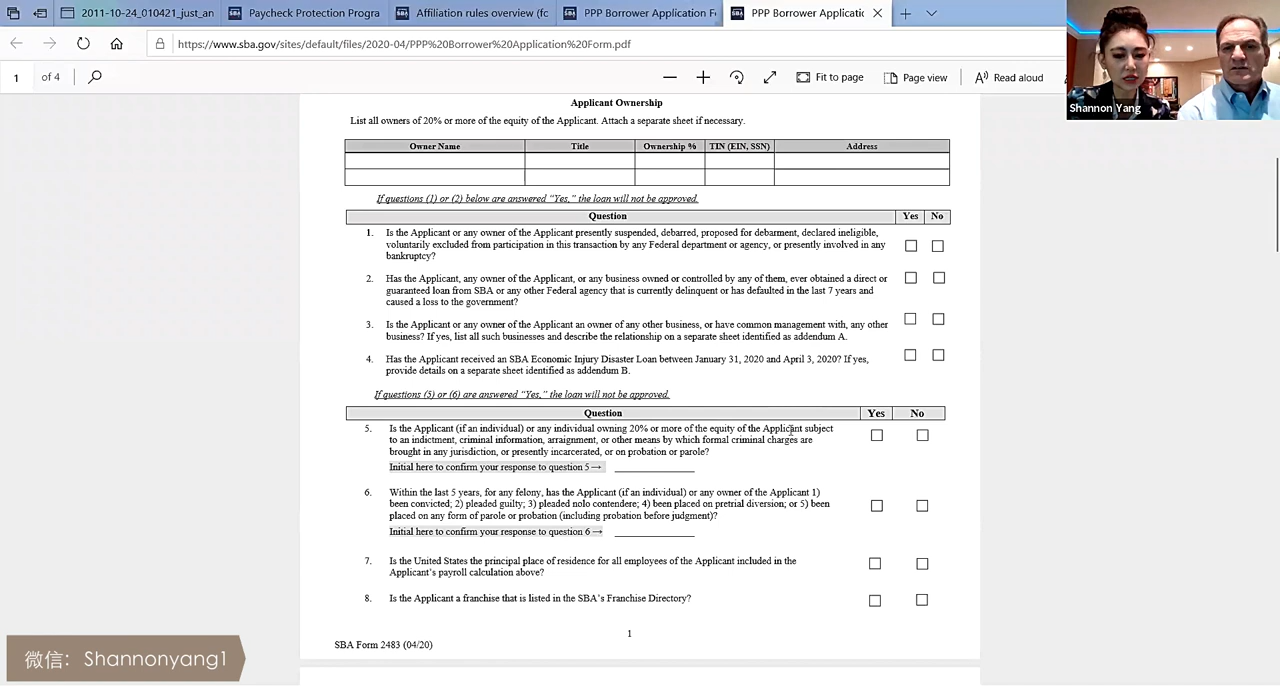 2011-10-24_010421_just_an
Paycheck Protection Progra
Affiliation rules overview (fc
PPP Borrower Application F
PPP Borrower Applicatic
https://www.sba.gov/sites/default/files/2020-04/PPP%20Borrower%20Application%20Form.pdf
1 of 4
Fit to page
Page view
Read aloud
Shannon Yang
Applicant Ownership
List all owners of 20% or more of the equity of the Applicant. Attach a separate sheet if necessary.
Owner Name Title Ownership % TIN (EIN, SSN) Address
If questions (1) or (2) below are answered “Yes,” the loan will not be approved.
Question Yes No
1. Is the Applicant or any owner of the Applicant presently suspended, debarred, proposed for debarment, declared ineligible,
voluntarily excluded from participation in this transaction by any Federal department or agency, or presently involved in any
bankruptcy?
2. Has the Applicant, any owner of the Applicant, or any business owned or controlled by any of them, ever obtained a direct or
guaranteed loan from SBA or any other Federal agency that is currently delinquent or has defaulted in the last 7 years and
caused a loss to the government?
3. Is the Applicant or any owner of the Applicant an owner of any other business, or have common management with, any other
business? If yes, list all such businesses and describe the relationship on a separate sheet identified as addendum A.
4. Has the Applicant received an SBA Economic Injury Disaster Loan between January 31, 2020 and April 3, 2020? If yes,
provide details on a separate sheet identified as addendum B.
If questions (5) or (6) are answered “Yes,” the loan will not be approved.
Question Yes No
5. Is the Applicant (if an individual) or any individual owning 20% or more of the equity of the Applicant subject
to an indictment, criminal information, arraignment, or other means by which formal criminal charges are
brought in any jurisdiction, or presently incarcerated, or on probation or parole?
Initial here to confirm your response to question 5 →
6. Within the last 5 years, for any felony, has the Applicant (if an individual) or any owner of the Applicant 1)
been convicted; 2) pleaded guilty; 3) pleaded nolo contendere; 4) been placed on pretrial diversion; or 5) been
placed on any form of parole or probation (including probation before judgment)?
Initial here to confirm your response to question 6 →
7. Is the United States the principal place of residence for all employees of the Applicant included in the
Applicant’s payroll calculation above?
8. Is the Applicant a franchise that is listed in the SBA’s Franchise Directory?
1
SBA Form 2483 (04/20)
微信: Shannonyang1